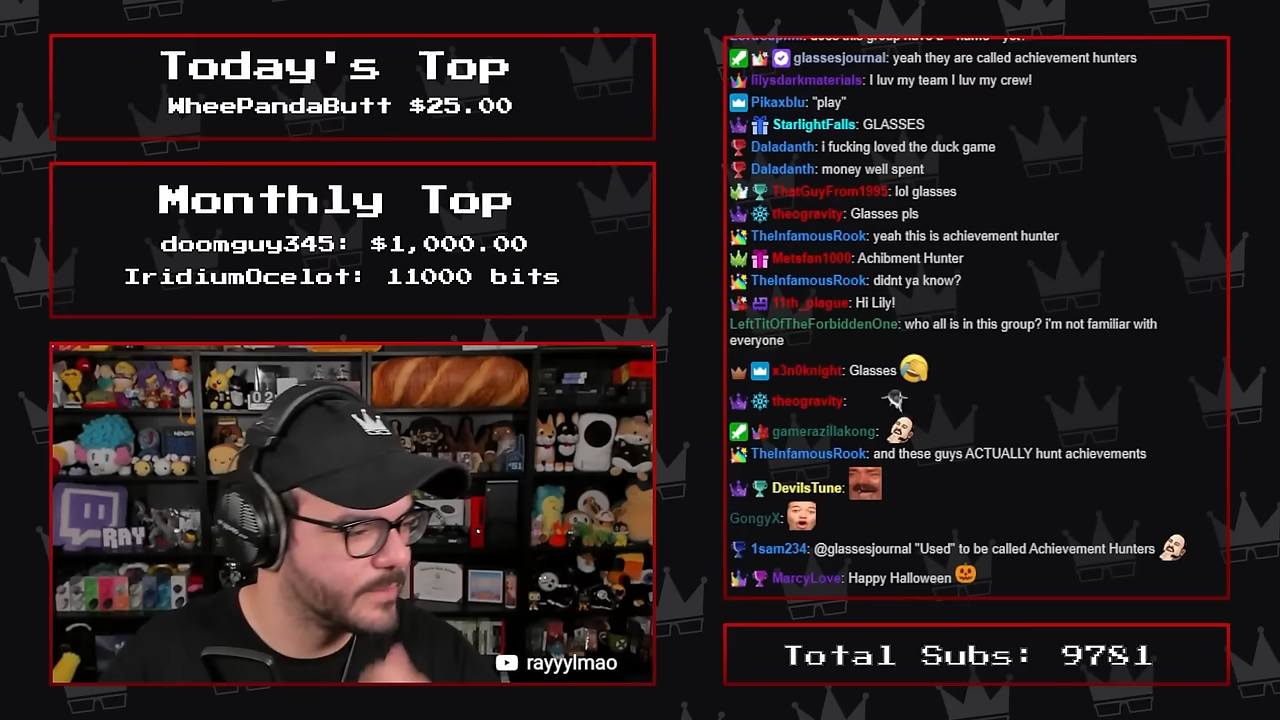 Today's Top
WheePandaButt $25.00
Monthly Top
doomguy345: $1,000.00
IridiumOcelot: 11000 bits
RAY
rayyylmao
glassesjournal: yeah they are called achievement hunters
lilysdarkmaterials: I luv my team I luv my crew!
Pikaxblu: "play"
StarlightFalls: GLASSES
Daladanth: i fucking loved the duck game
Daladanth: money well spent
ThatGuyFrom1995: lol glasses
theogravity: Glasses pls
TheInfamousRook: yeah this is achievement hunter
Metsfan1000: Achibment Hunter
TheInfamousRook: didnt ya know?
11th_plague: Hi Lily!
LeftTitOfTheForbiddenOne: who all is in this group? i'm not familiar with
everyone
x3n0knight: Glasses
theogravity:
gamerazillakong:
TheInfamousRook: and these guys ACTUALLY hunt achievements
DevilsTune:
GongyX:
1sam234: @glassesjournal "Used" to be called Achievement Hunters
MarcyLove: Happy Halloween
Total Subs: 9781